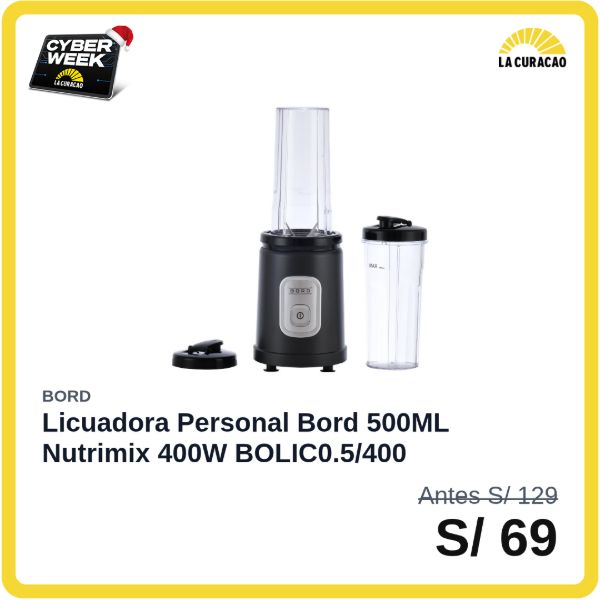 CYBER
WEEK
LA CURACAO
LA CURACAO
BORD
MAX
BORD
Licuadora Personal Bord 500ML
Nutrimix 400W BOLIC0.5/400
Antes S/ 129
S/ 69